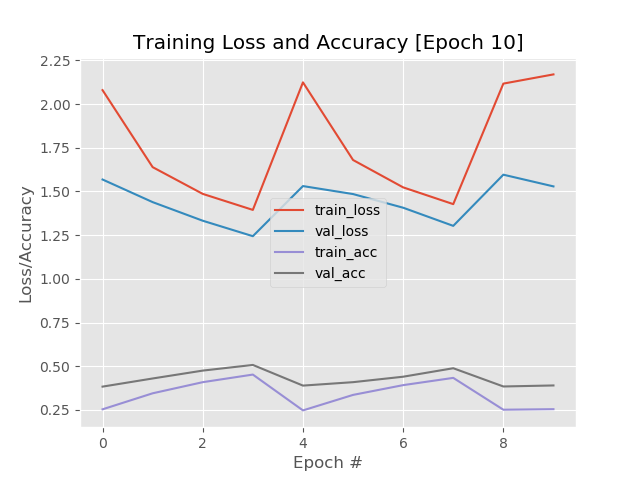 Training Loss and Accuracy [Epoch 10]
2.25
2.00
1.75
1.50
1.25
1.00
0.75
0.50
0.25
Loss/Accuracy
train_loss
val_loss
train_acc
val_acc
0 2 4 6 8
Epoch #